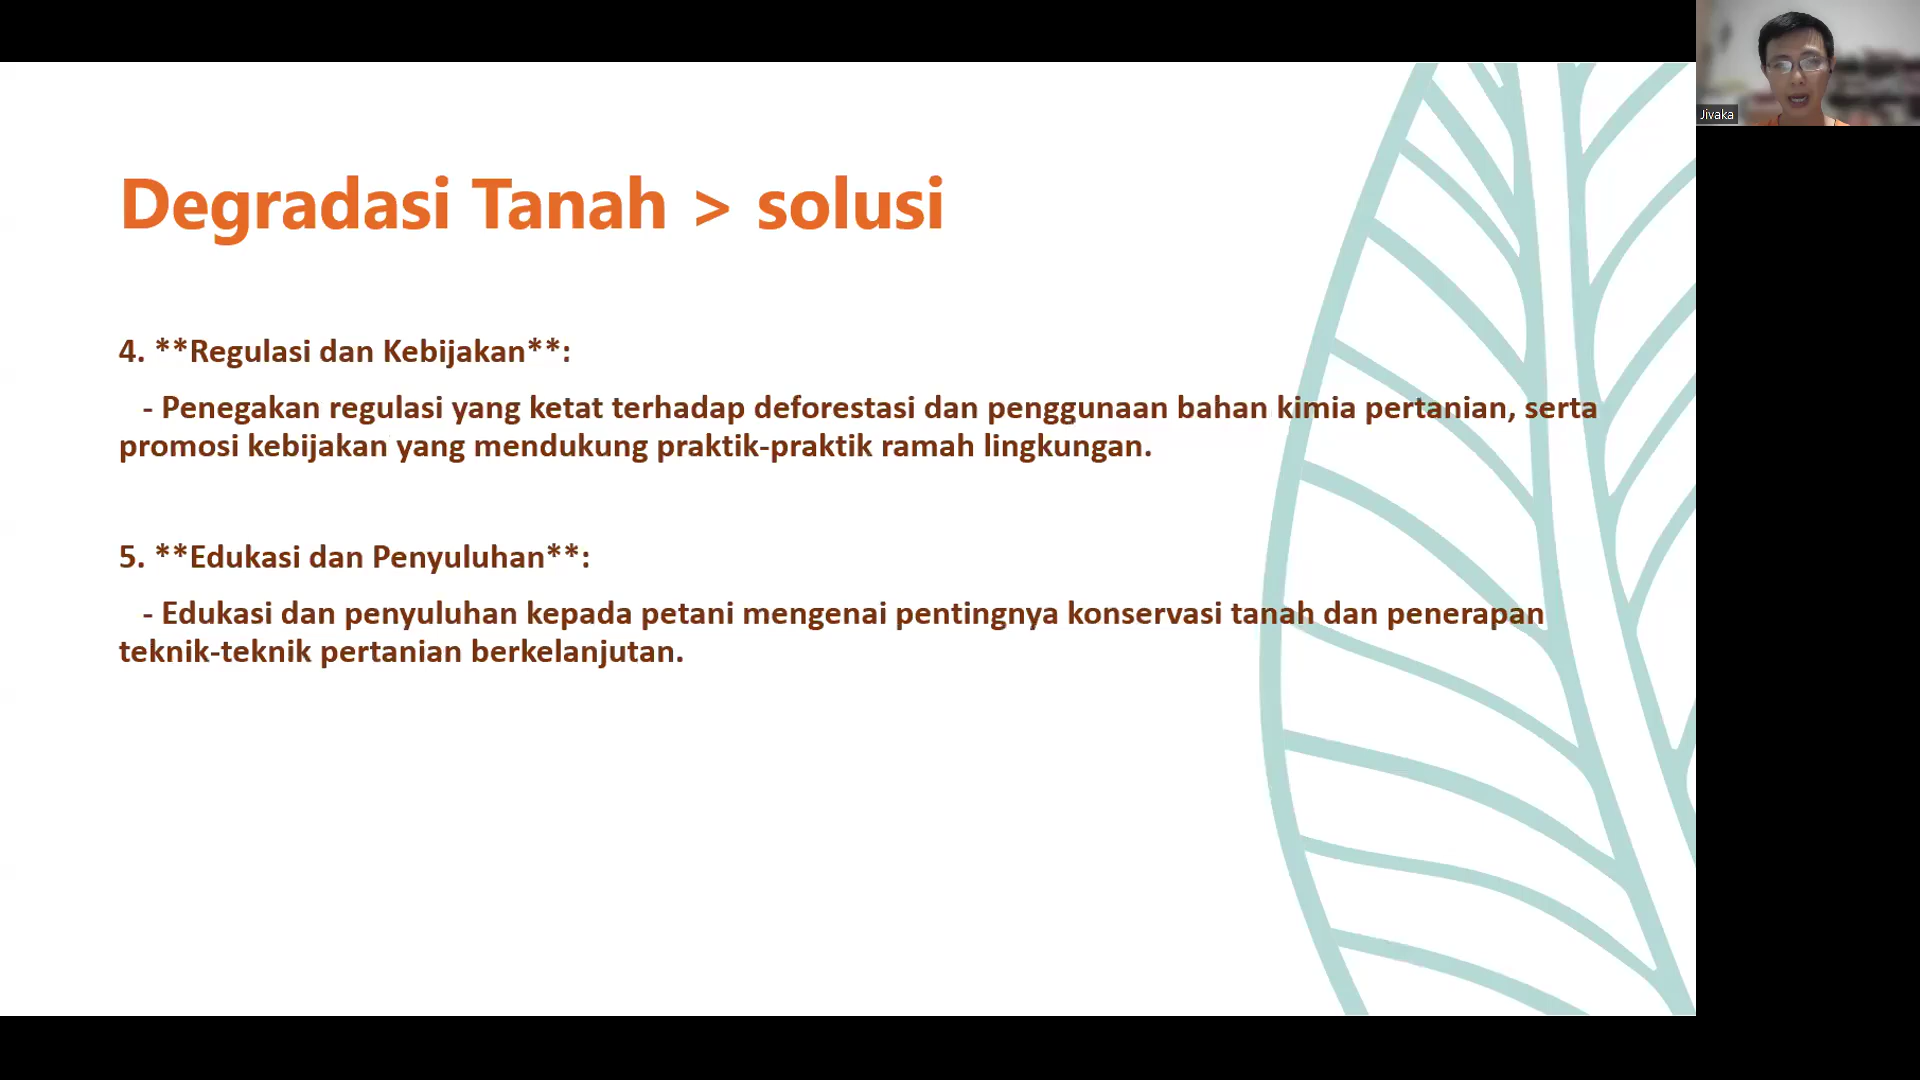 Degradasi Tanah > solusi
4. **Regulasi dan Kebijakan**:
- Penegakan regulasi yang ketat terhadap deforestasi dan penggunaan bahan kimia pertanian, serta
promosi kebijakan yang mendukung praktik-praktik ramah lingkungan.
5. **Edukasi dan Penyuluhan**:
- Edukasi dan penyuluhan kepada petani mengenai pentingnya konservasi tanah dan penerapan
teknik-teknik pertanian berkelanjutan.
Jivaka